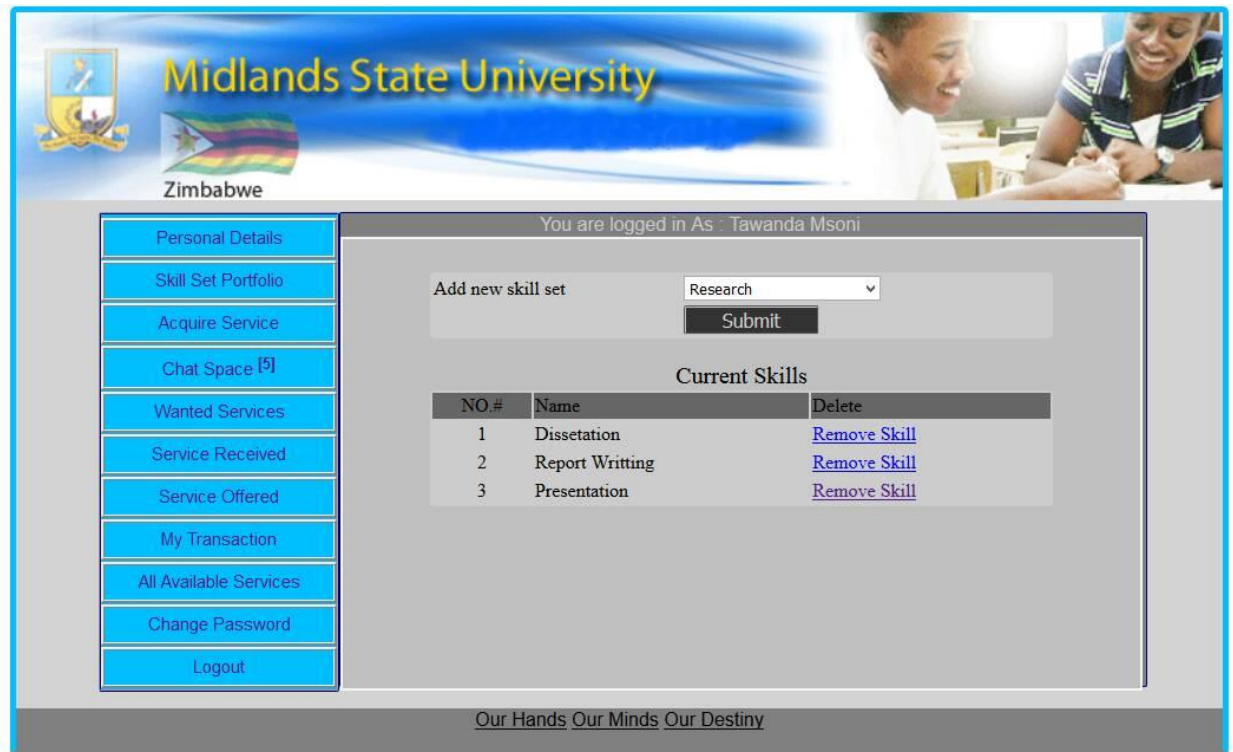 Midlands State University
Zimbabwe
You are logged in As : Tawanda Msoni
Personal Details
Skill Set Portfolio
Acquire Service
Chat Space [5]
Wanted Services
Service Received
Service Offered
My Transaction
All Available Services
Change Password
Logout
Add new skill set Research
Submit
Current Skills
NO.# Name Delete
1 Dissetation Remove Skill
2 Report Writting Remove Skill
3 Presentation Remove Skill
Our Hands Our Minds Our Destiny